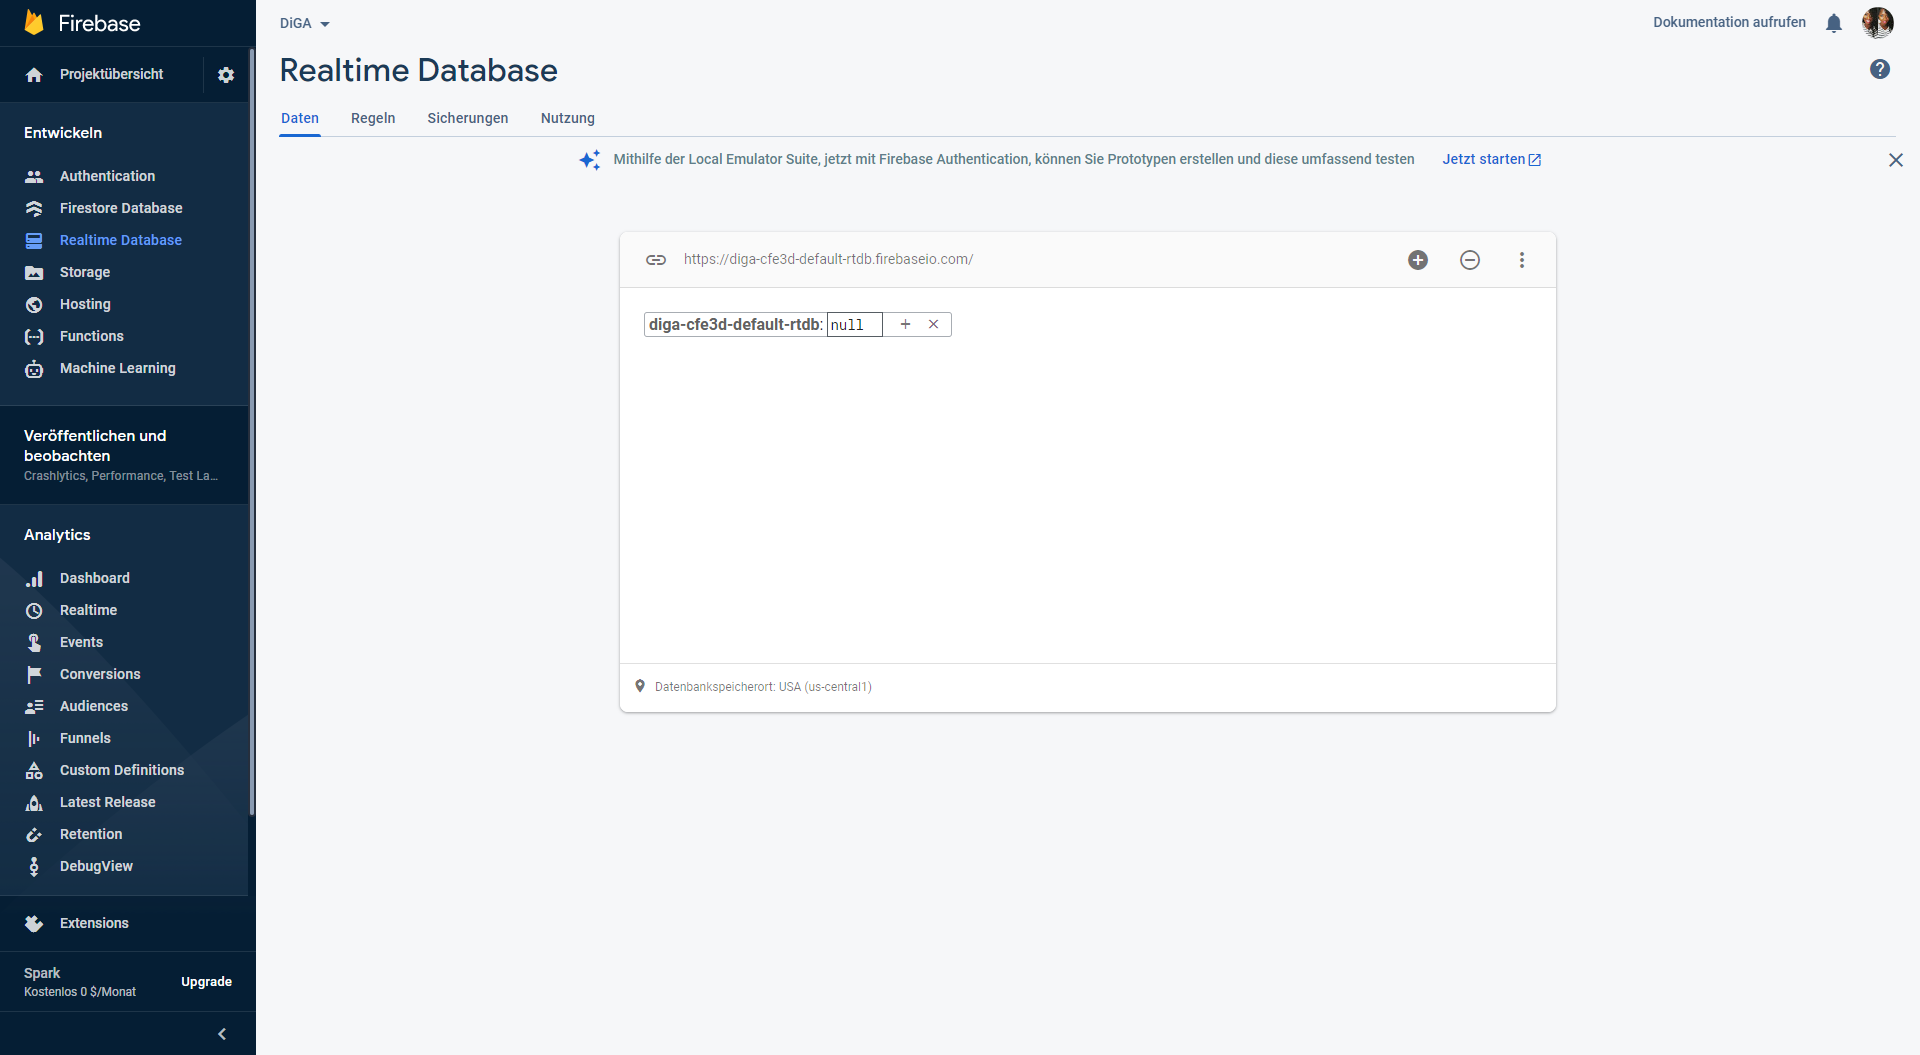 Firebase
DiGA
Dokumentation aufrufen
Projektübersicht
Realtime Database
Daten
Regeln
Sicherungen
Nutzung
Mithilfe der Local Emulator Suite, jetzt mit Firebase Authentication, können Sie Prototypen erstellen und diese umfassend testen
Jetzt starten
Entwickeln
Authentication
Firestore Database
Realtime Database
Storage
Hosting
Functions
Machine Learning
Veröffentlichen und
beobachten
Crashlytics, Performance, Test La...
Analytics
Dashboard
Realtime
Events
Conversions
Audiences
Funnels
Custom Definitions
Latest Release
Retention
DebugView
Extensions
Spark
Kostenlos 0 $/Monat
Upgrade
https://diga-cfe3d-default-rtdb.firebaseio.com/
diga-cfe3d-default-rtdb: null
Datenbankspeicherort: USA (us-central1)